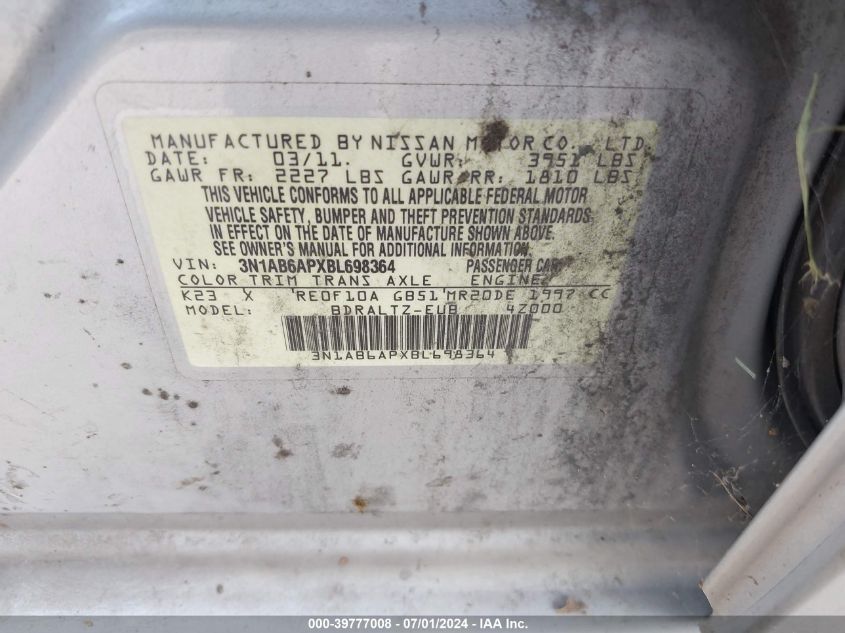 MANUFACTURED BY NISSAN MOTOR CO., LTD.
DATE: 03/11. GVWR: 3951 LBS
GAWR FR: 2227 LBS GAWR RR: 1810 LBS
THIS VEHICLE CONFORMS TO ALL APPLICABLE FEDERAL MOTOR
VEHICLE SAFETY, BUMPER AND THEFT PREVENTION STANDARDS
IN EFFECT ON THE DATE OF MANUFACTURE SHOWN ABOVE.
SEE OWNER'S MANUAL FOR ADDITIONAL INFORMATION.
VIN: 3N1AB6APXBL698364 PASSENGER CAR
COLOR TRIM TRANS AXLE ENGINE
K23 X RE0F10A GB51 MR20DE 1997 CC
MODEL: BDRALTZ-EUB 4Z000
3N1AB6APXBL698364
000-39777008 - 07/01/2024 - IAA Inc.